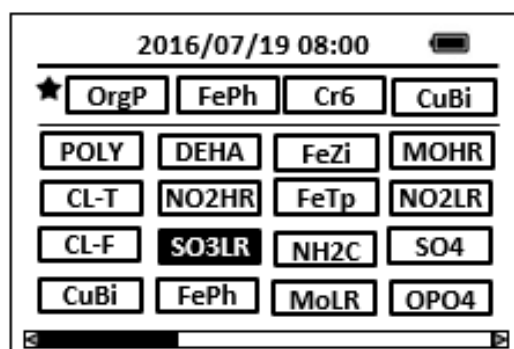 2016/07/19 08:00
OrgP FePh Cr6 CuBi
POLY DEHA FeZi MOHR
CL-T NO2HR FeTp NO2LR
CL-F SO3LR NH2C SO4
CuBi FePh MoLR OPO4